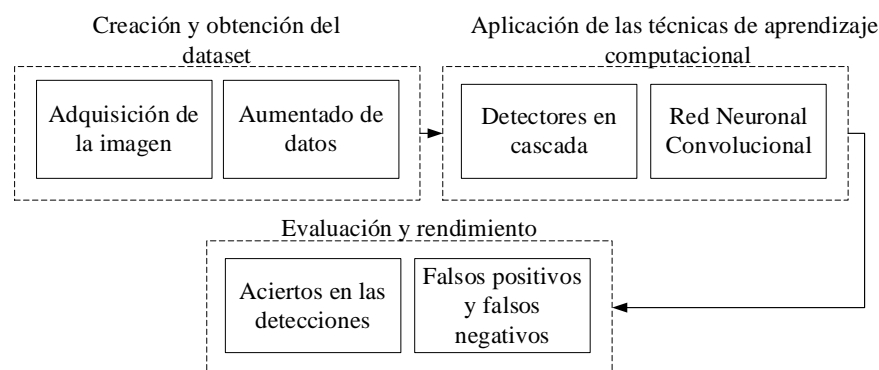 Creación y obtención del
dataset
Adquisición de
la imagen
Aumentado de
datos
Aplicación de las técnicas de aprendizaje
computacional
Detectores en
cascada
Red Neuronal
Convolucional
Evaluación y rendimiento
Aciertos en las
detecciones
Falsos positivos
y falsos
negativos